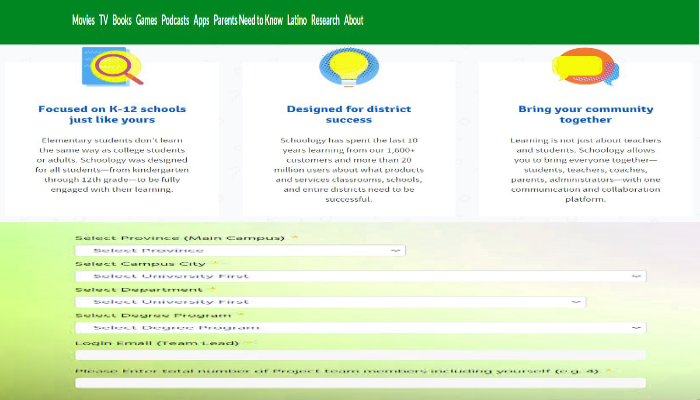 Movies TV Books Games Podcasts Apps Parents Need to Know Latino Research About
Focused on K-12 schools
just like yours
Elementary students don't learn
the same way as college students
or adults. Schoology was designed
for all students—from kindergarten
through 12th grade—to be fully
engaged with their learning.
Designed for district
success
Schoology has spent the last 10
years learning from our 1,600+
customers and more than 20
million users about what products
and services classrooms, schools,
and entire districts need to be
successful.
Bring your community
together
Learning is not just about teachers
and students. Schoology allows
you to bring everyone together—
students, teachers, coaches,
parents, administrators—with one
communication and collaboration
platform.
Select Province (Main Campus) *
Select Province
Select Campus City *
Select University First
Select Department *
Select University First
Select Degree Program *
Select Degree Program
Login Email (Team Lead) *
Please Enter total number of Project team members including yourself (e.g. 4) *